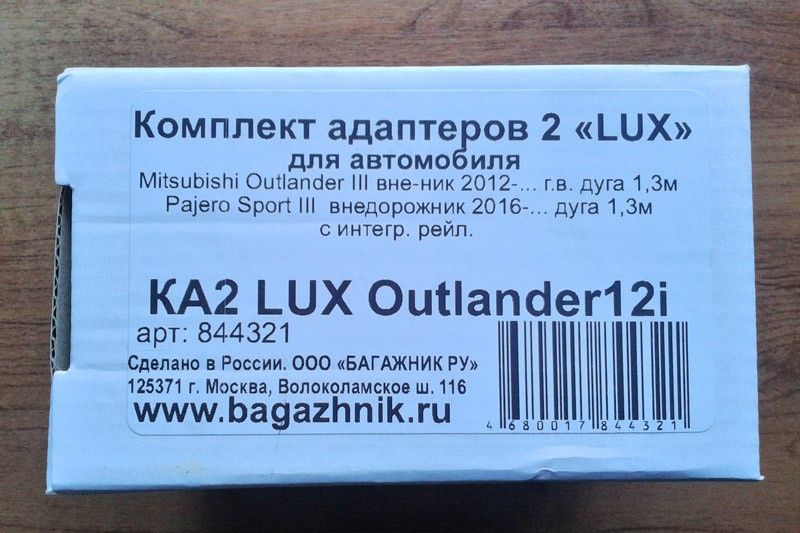 Комплект адаптеров 2 «LUX»
для автомобиля
Mitsubishi Outlander III вне-ник 2012-... г.в. дуга 1,3м
Pajero Sport III внедорожник 2016-... дуга 1,3м
с интегр. рейл.
КА2 LUX Outlander12i
арт: 844321
Сделано в России. ООО «БАГАЖНИК РУ»
125371 г. Москва, Волоколамское ш. 116
www.bagazhnik.ru
4 680017 844321